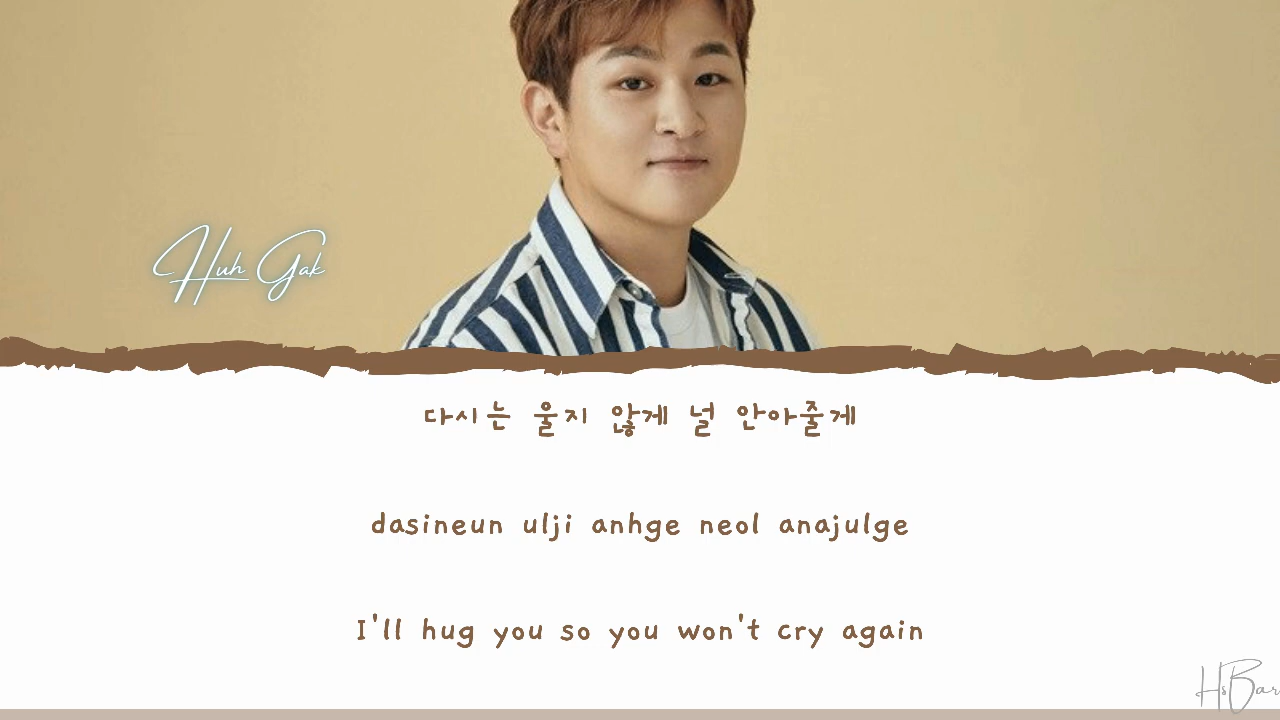 Huh Gak
다시는 울지 않게 널 안아줄게
dasineun ulji anhge neol anajulge
I'll hug you so you won't cry again
HsBar